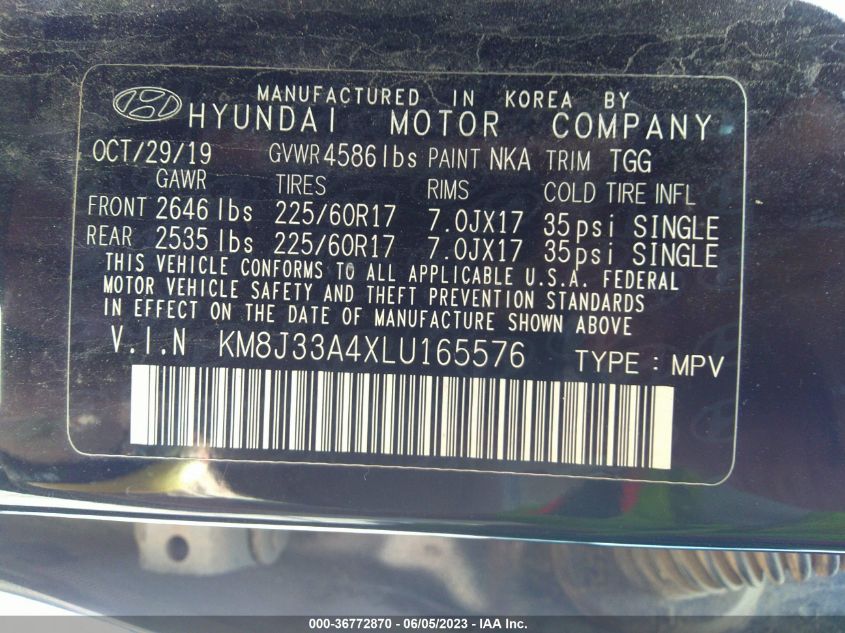 MANUFACTURED IN KOREA BY
HYUNDAI MOTOR COMPANY
OCT/29/19 GVWR 4586 lbs PAINT NKA TRIM TGG
GAWR TIRES RIMS COLD TIRE INFL
FRONT 2646 lbs 225/60R17 7.0JX17 35psi SINGLE
REAR 2535 lbs 225/60R17 7.0JX17 35psi SINGLE
THIS VEHICLE CONFORMS TO ALL APPLICABLE U.S.A. FEDERAL
MOTOR VEHICLE SAFETY AND THEFT PREVENTION STANDARDS
IN EFFECT ON THE DATE OF MANUFACTURE SHOWN ABOVE
V.I.N KM8J33A4XLU165576 TYPE : MPV
000-36772870 - 06/05/2023 - IAA Inc.